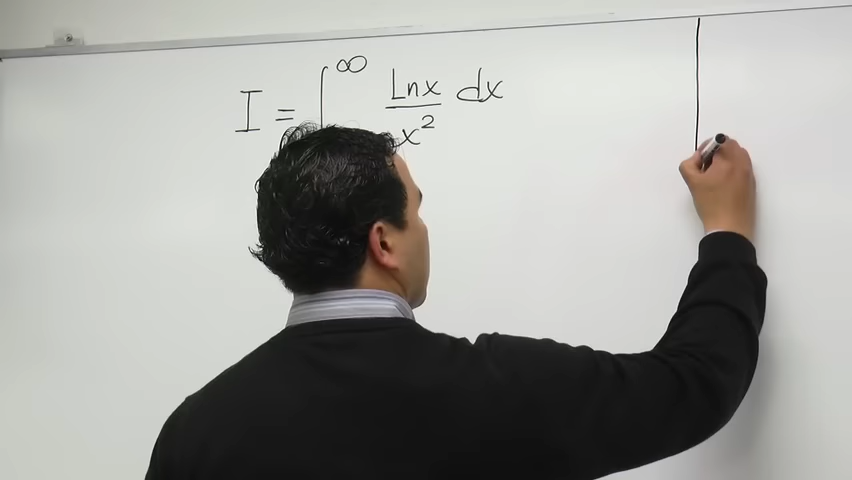 I = ∫^∞ Lnx/x² dx